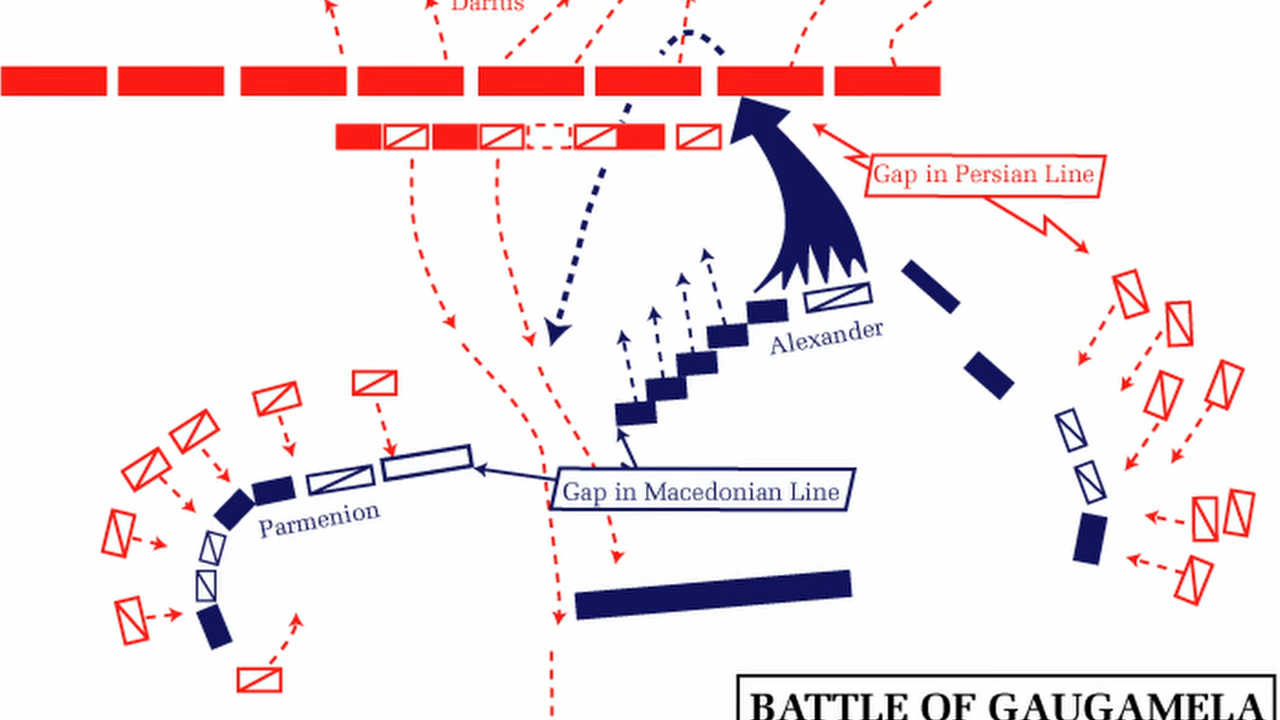 Darius
Gap in Persian Line
Alexander
Gap in Macedonian Line
Parmenion
BATTLE OF GAUGAMELA